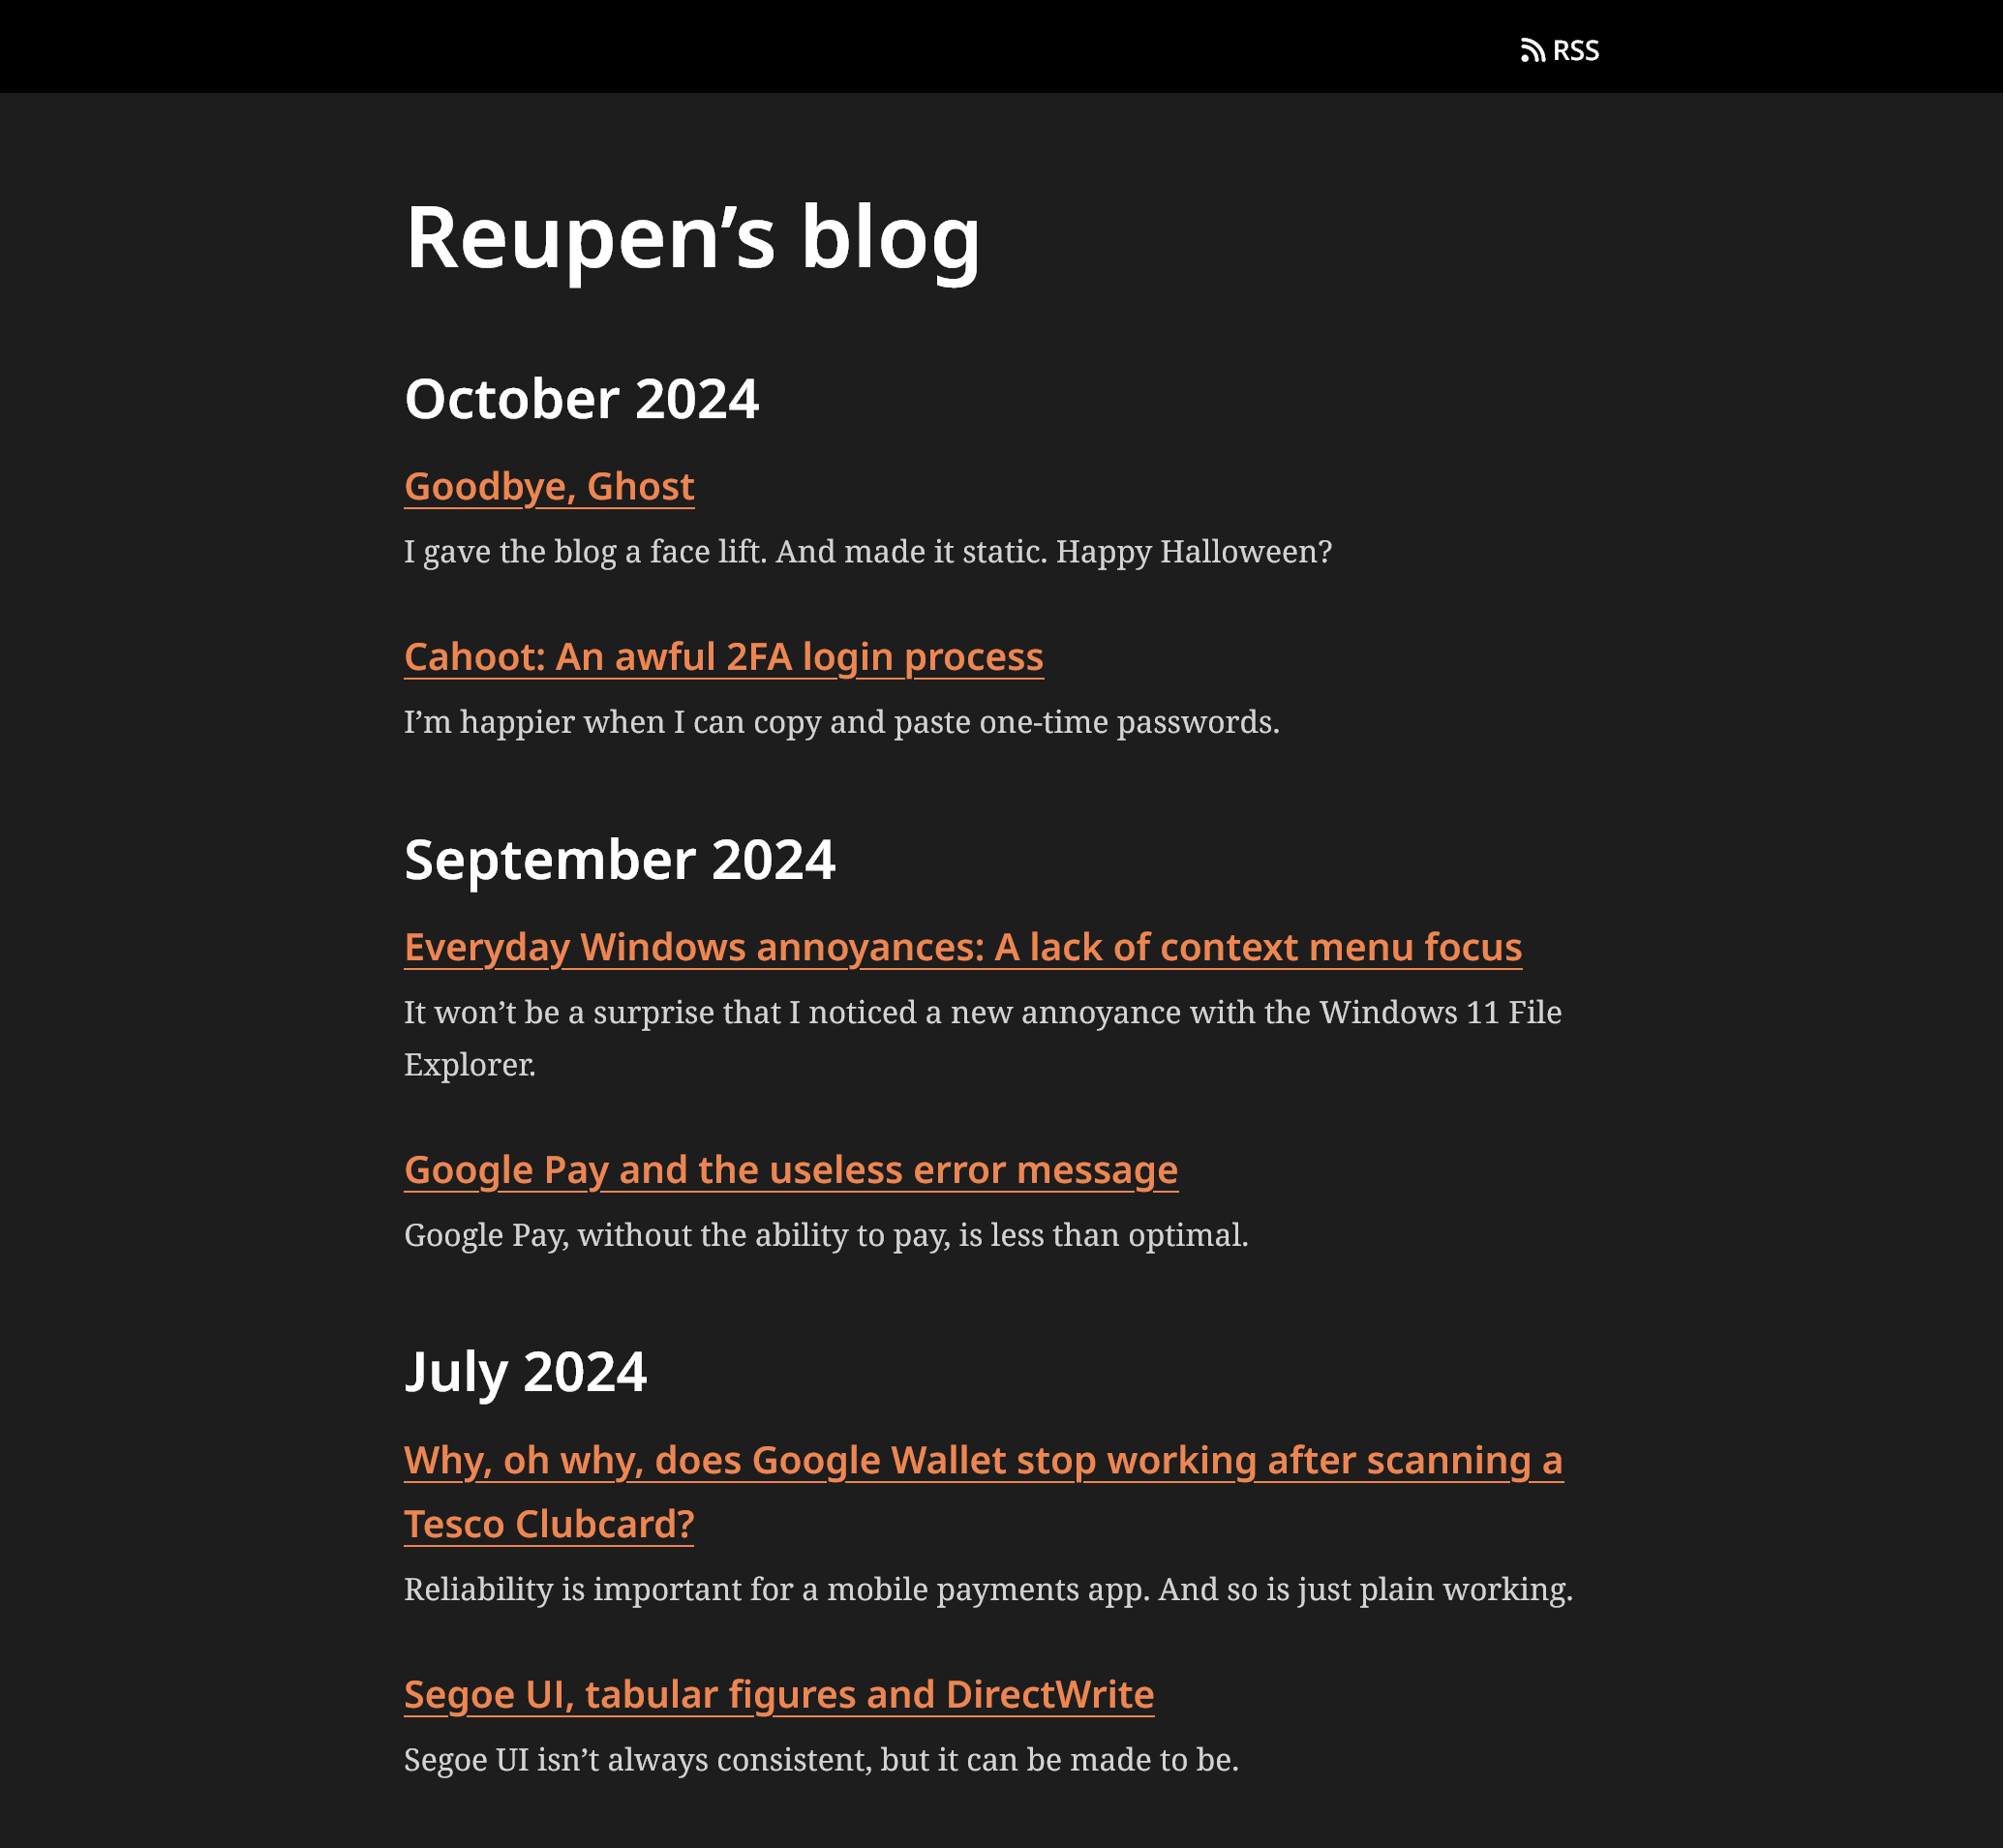 RSS
Reupen’s blog
October 2024
Goodbye, Ghost
I gave the blog a face lift. And made it static. Happy Halloween?
Cahoot: An awful 2FA login process
I’m happier when I can copy and paste one-time passwords.
September 2024
Everyday Windows annoyances: A lack of context menu focus
It won’t be a surprise that I noticed a new annoyance with the Windows 11 File
Explorer.
Google Pay and the useless error message
Google Pay, without the ability to pay, is less than optimal.
July 2024
Why, oh why, does Google Wallet stop working after scanning a
Tesco Clubcard?
Reliability is important for a mobile payments app. And so is just plain working.
Segoe UI, tabular figures and DirectWrite
Segoe UI isn’t always consistent, but it can be made to be.